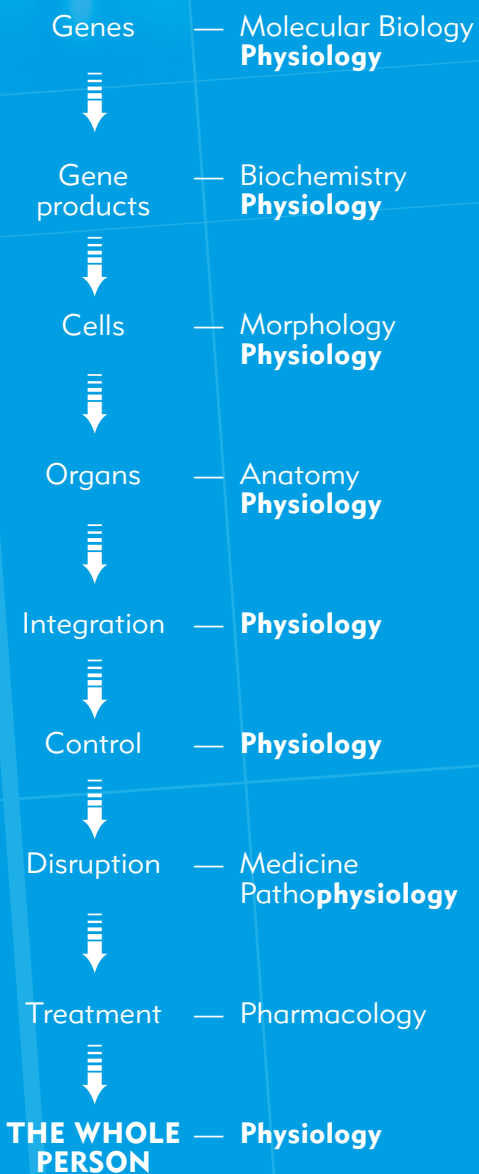 Genes — Molecular Biology
Physiology
Gene — Biochemistry
products Physiology
Cells — Morphology
Physiology
Organs — Anatomy
Physiology
Integration — Physiology
Control — Physiology
Disruption — Medicine
Pathophysiology
Treatment — Pharmacology
THE WHOLE — Physiology
PERSON